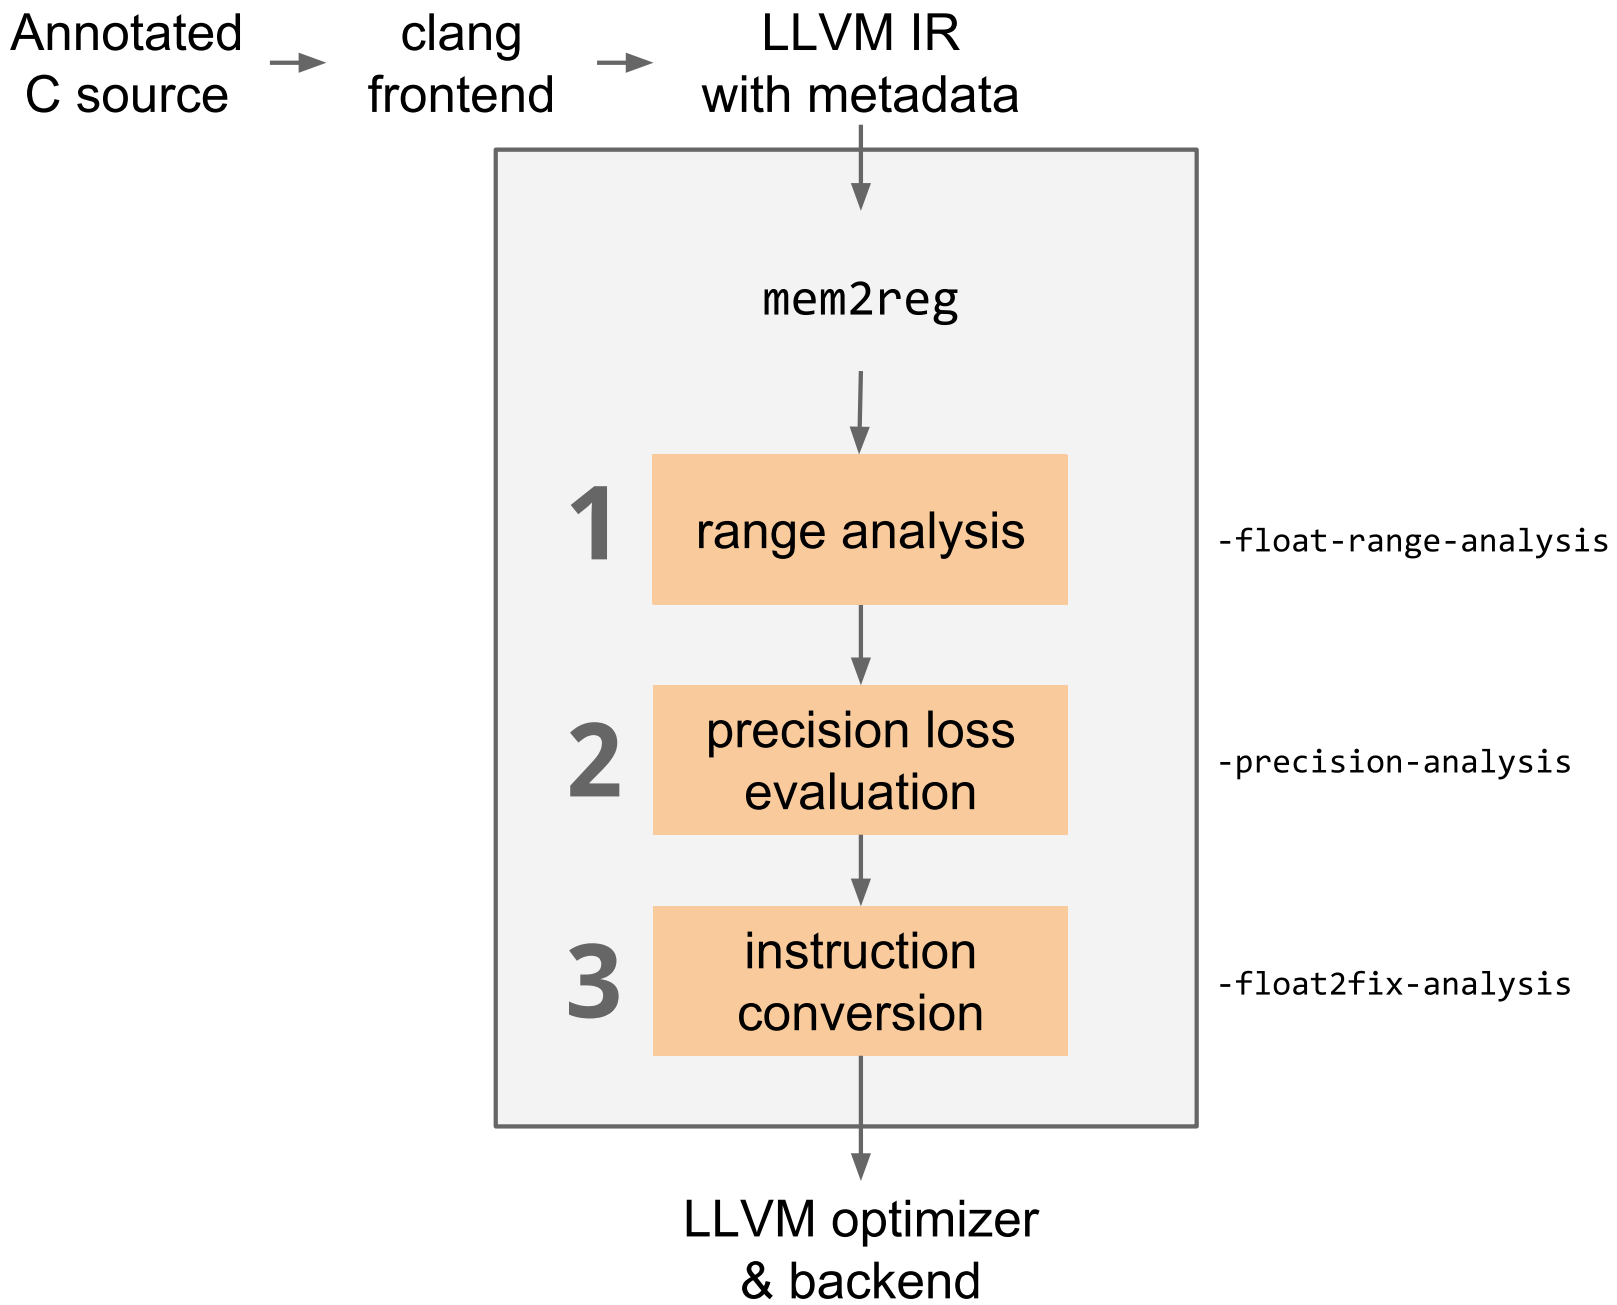 Annotated
C source
clang
frontend
LLVM IR
with metadata
mem2reg
1
range analysis
-float-range-analysis
2
precision loss
evaluation
-precision-analysis
3
instruction
conversion
-float2fix-analysis
LLVM optimizer
& backend